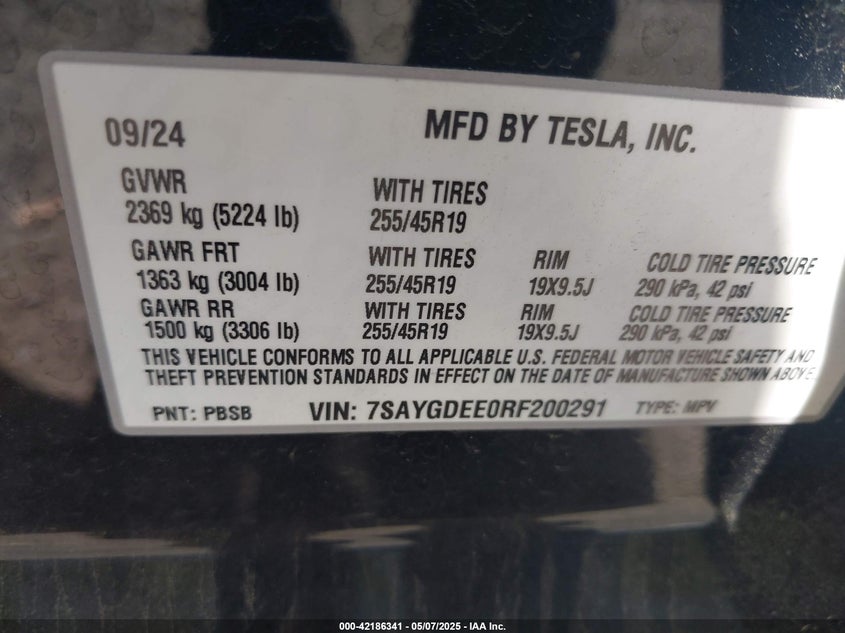 09/24 MFD BY TESLA, INC.
GVWR WITH TIRES
2369 kg (5224 lb) 255/45R19
GAWR FRT WITH TIRES RIM COLD TIRE PRESSURE
1363 kg (3004 lb) 255/45R19 19X9.5J 290 kPa, 42 psi
GAWR RR WITH TIRES RIM COLD TIRE PRESSURE
1500 kg (3306 lb) 255/45R19 19X9.5J 290 kPa, 42 psi
THIS VEHICLE CONFORMS TO ALL APPLICABLE U.S. FEDERAL MOTOR VEHICLE SAFETY AND
THEFT PREVENTION STANDARDS IN EFFECT ON THE DATE OF MANUFACTURE SHOWN ABOVE
PNT: PBSB VIN: 7SAYGDEE0RF200291 TYPE: MPV
000-42186341 - 05/07/2025 - IAA Inc.